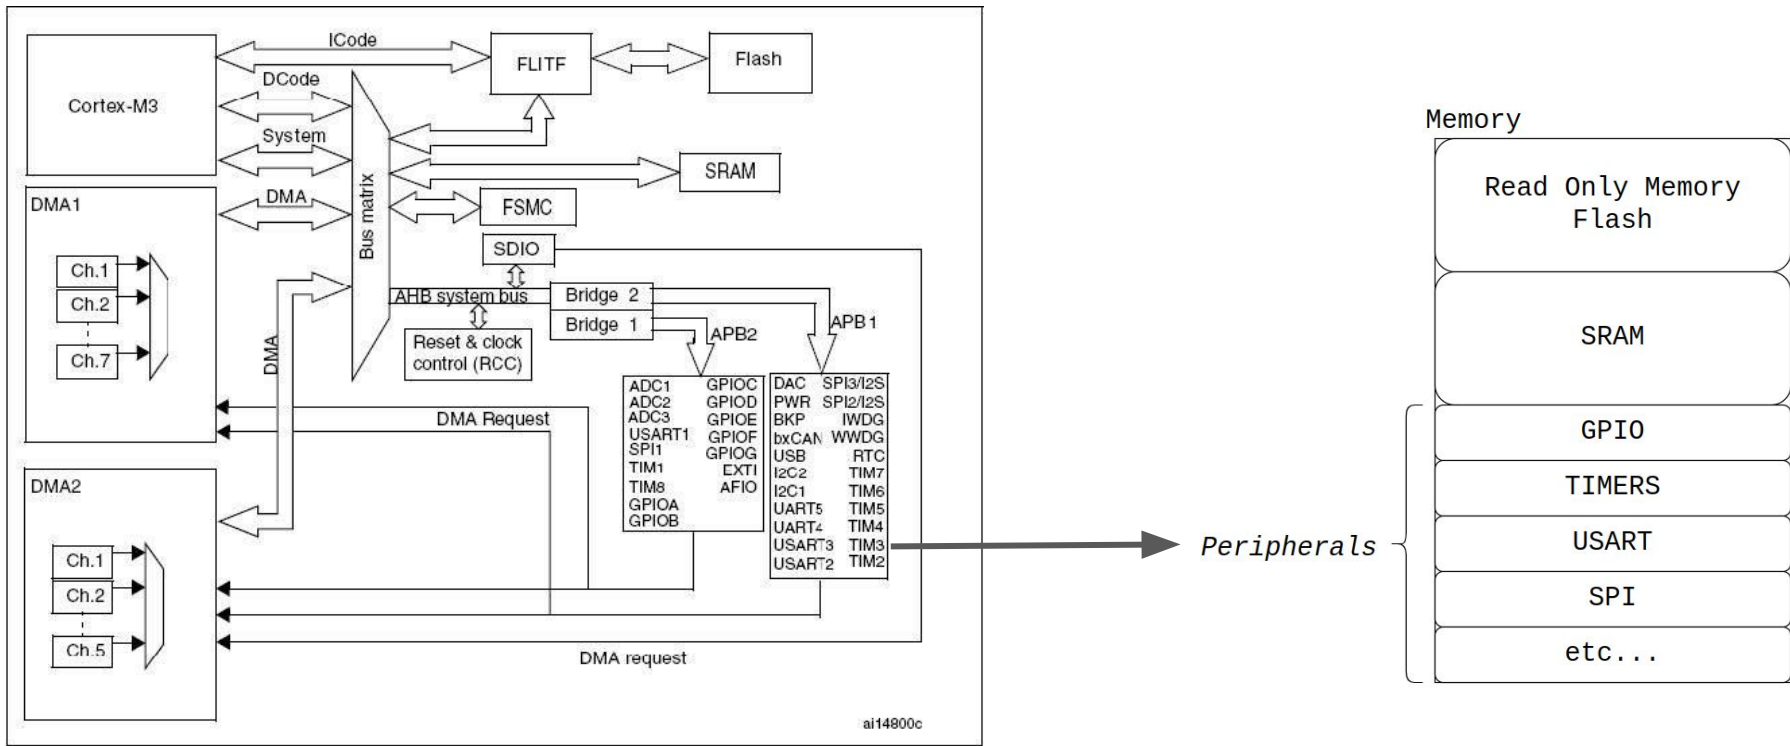 ICode
FLITF
Flash
DCode
Cortex-M3
System
SRAM
DMA1
DMA
Bus matrix
FSMC
SDIO
Ch.1
Ch.2
Ch.7
AHB system bus
Bridge 2
Bridge 1
APB2
APB1
Reset & clock
control (RCC)
DMA
DMA Request
ADC1 GPIOC
ADC2 GPIOD
ADC3 GPIOE
USART1 GPIOF
SPI1 GPIOG
TIM1 EXTI
TIM8 AFIO
GPIOA
GPIOB
DAC SPI3/I2S
PWR SPI2/I2S
BKP IWDG
bxCAN WWDG
USB RTC
I2C2 TIM7
I2C1 TIM6
UART5 TIM5
UART4 TIM4
USART3 TIM3
USART2 TIM2
DMA2
Ch.1
Ch.2
Ch.5
DMA request
ai14800c
Peripherals
Memory
Read Only Memory
Flash
SRAM
GPIO
TIMERS
USART
SPI
etc...